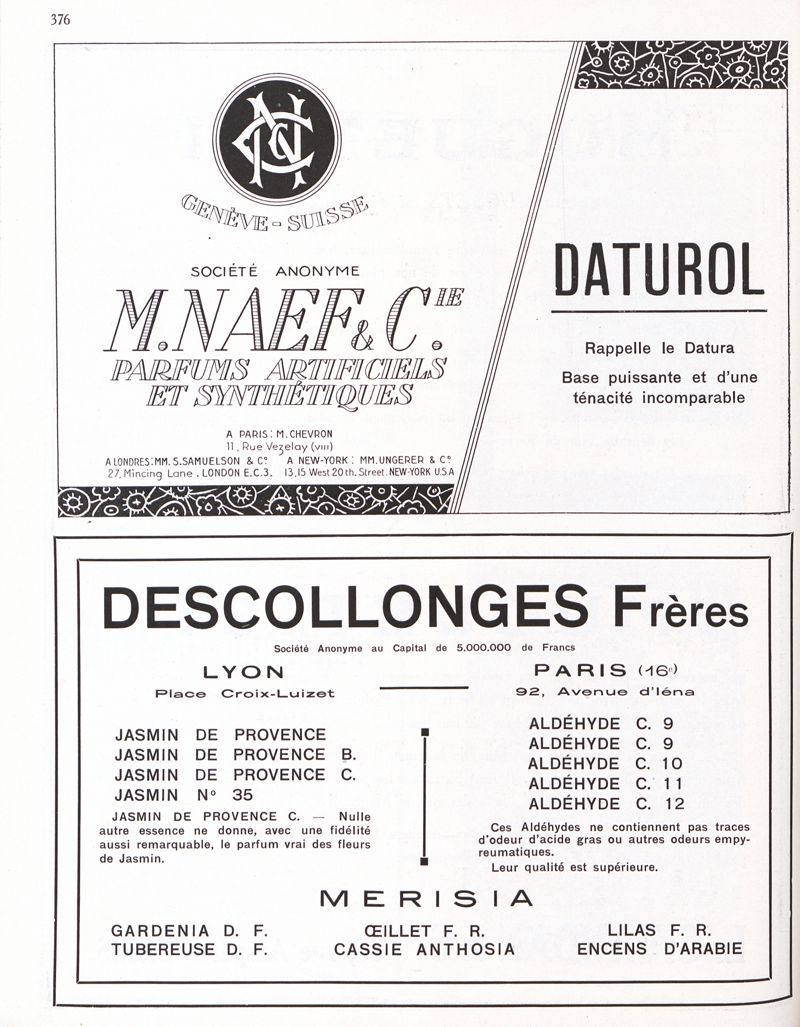 376
NCN
GENÈVE - SUISSE
SOCIÉTÉ ANONYME
M. NAEF & CIE.
PARFUMS ARTIFICIELS
ET SYNTHÉTIQUES
A PARIS: M. CHEVRON
11, Rue Vezelay (VIII)
A LONDRES: MM. S. SAMUELSON & Co
27, Mincing Lane. LONDON E.C.3.
A NEW-YORK: MM. UNGERER & Co
13,15 West 20 th, Street. NEW-YORK U.S.A
DATUROL
Rappelle le Datura
Base puissante et d'une
ténacité incomparable
DESCOLLONGES Frères
Société Anonyme au Capital de 5.000.000 de Francs
LYON
Place Croix-Luizet
PARIS (16e)
92, Avenue d'Iéna
JASMIN DE PROVENCE
JASMIN DE PROVENCE B.
JASMIN DE PROVENCE C.
JASMIN No 35
JASMIN DE PROVENCE C. — Nulle
autre essence ne donne, avec une fidélité
aussi remarquable, le parfum vrai des fleurs
de Jasmin.
ALDÉHYDE C. 9
ALDÉHYDE C. 9
ALDÉHYDE C. 10
ALDÉHYDE C. 11
ALDÉHYDE C. 12
Ces Aldéhydes ne contiennent pas traces
d'odeur d'acide gras ou autres odeurs empy-
reumatiques.
Leur qualité est supérieure.
MERISIA
GARDENIA D. F.
ŒILLET F. R.
LILAS F. R.
TUBEREUSE D. F.
CASSIE ANTHOSIA
ENCENS D'ARABIE